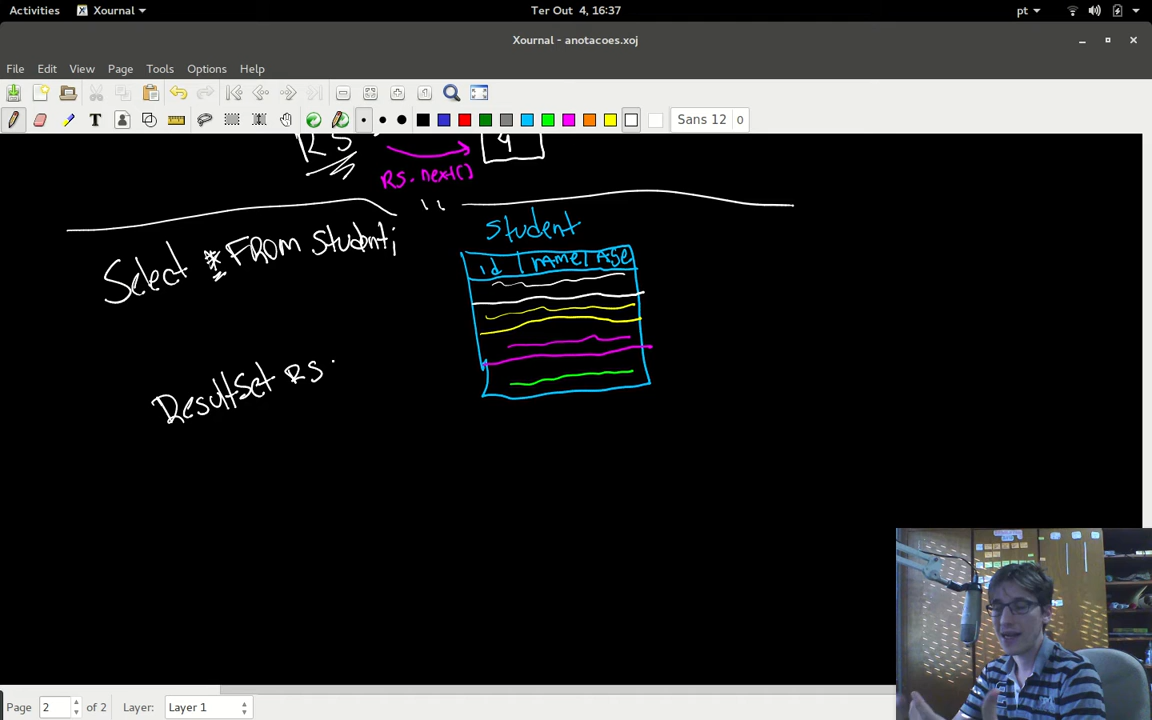 Activities Xournal Ter Out 4, 16:37 pt
Xournal - anotacoes.xoj
File Edit View Page Tools Options Help
Sans 12 0
RS 4
RS.next()
Select * FROM Student;
Student
id NAME AGE
ResultSet RS
Page 2 of 2 Layer: Layer 1